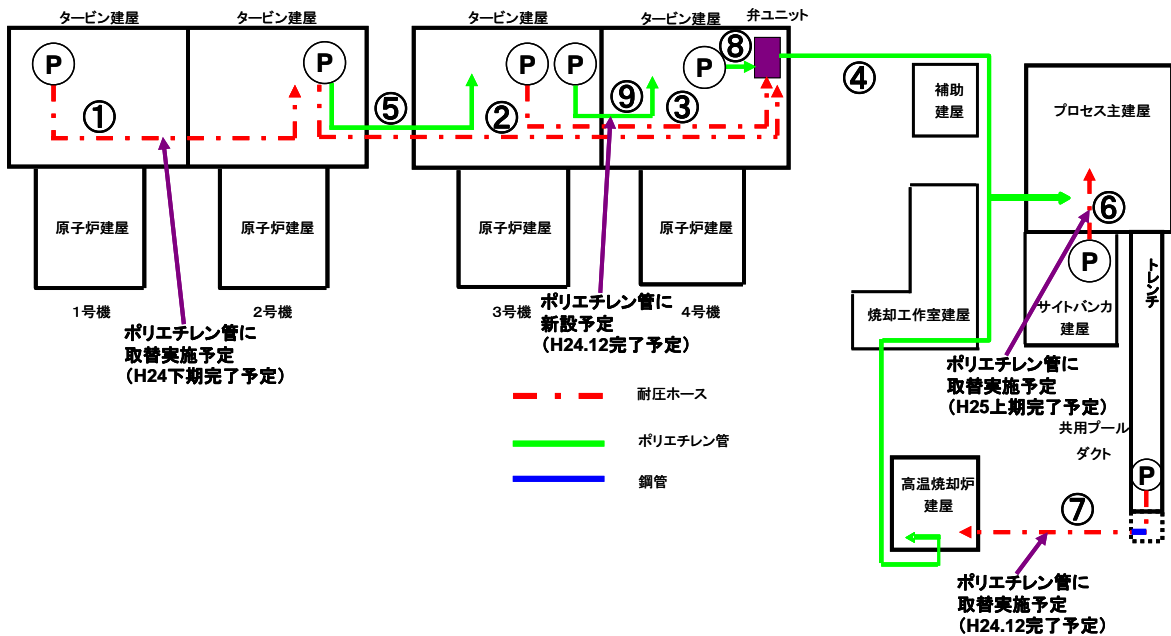 タービン建屋
タービン建屋
タービン建屋
タービン建屋
弁ユニット
P
P
P
P
P
⑧
④
①
⑤
②
⑨
③
補助
建屋
プロセス主建屋
原子炉建屋
原子炉建屋
原子炉建屋
原子炉建屋
⑥
P
トレンチ
1号機
2号機
3号機
4号機
焼却工作室建屋
サイトバンカ
建屋
ポリエチレン管に
取替実施予定
(H24下期完了予定)
ポリエチレン管に
新設予定
(H24.12完了予定)
ポリエチレン管に
取替実施予定
(H25上期完了予定)
耐圧ホース
ポリエチレン管
鋼管
共用プール
ダクト
P
高温焼却炉
建屋
⑦
ポリエチレン管に
取替実施予定
(H24.12完了予定)